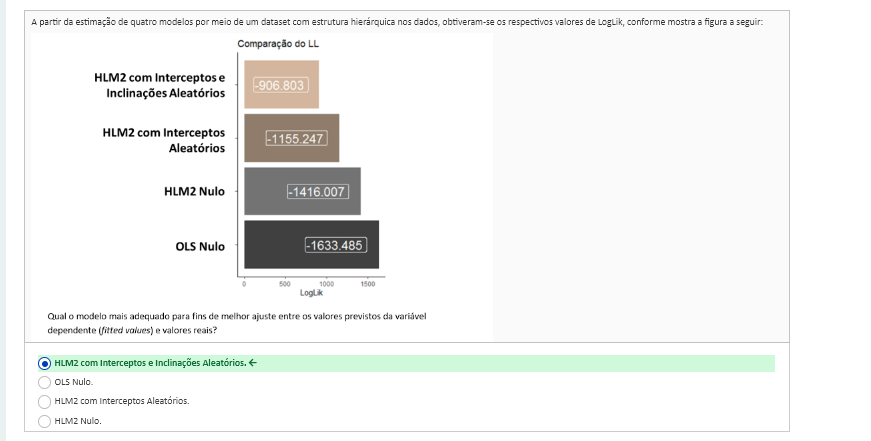 A partir da estimação de quatro modelos por meio de um dataset com estrutura hierárquica nos dados, obtiveram-se os respectivos valores de LogLik, conforme mostra a figura a seguir:
Comparação do LL
HLM2 com Interceptos e
Inclinações Aleatórios
-906.803
HLM2 com Interceptos
Aleatórios
-1155.247
HLM2 Nulo
-1416.007
OLS Nulo
-1633.485
0 500 1000 1500
LogLik
Qual o modelo mais adequado para fins de melhor ajuste entre os valores previstos da variável
dependente (fitted values) e valores reais?
HLM2 com Interceptos e Inclinações Aleatórios. ←
OLS Nulo.
HLM2 com Interceptos Aleatórios.
HLM2 Nulo.